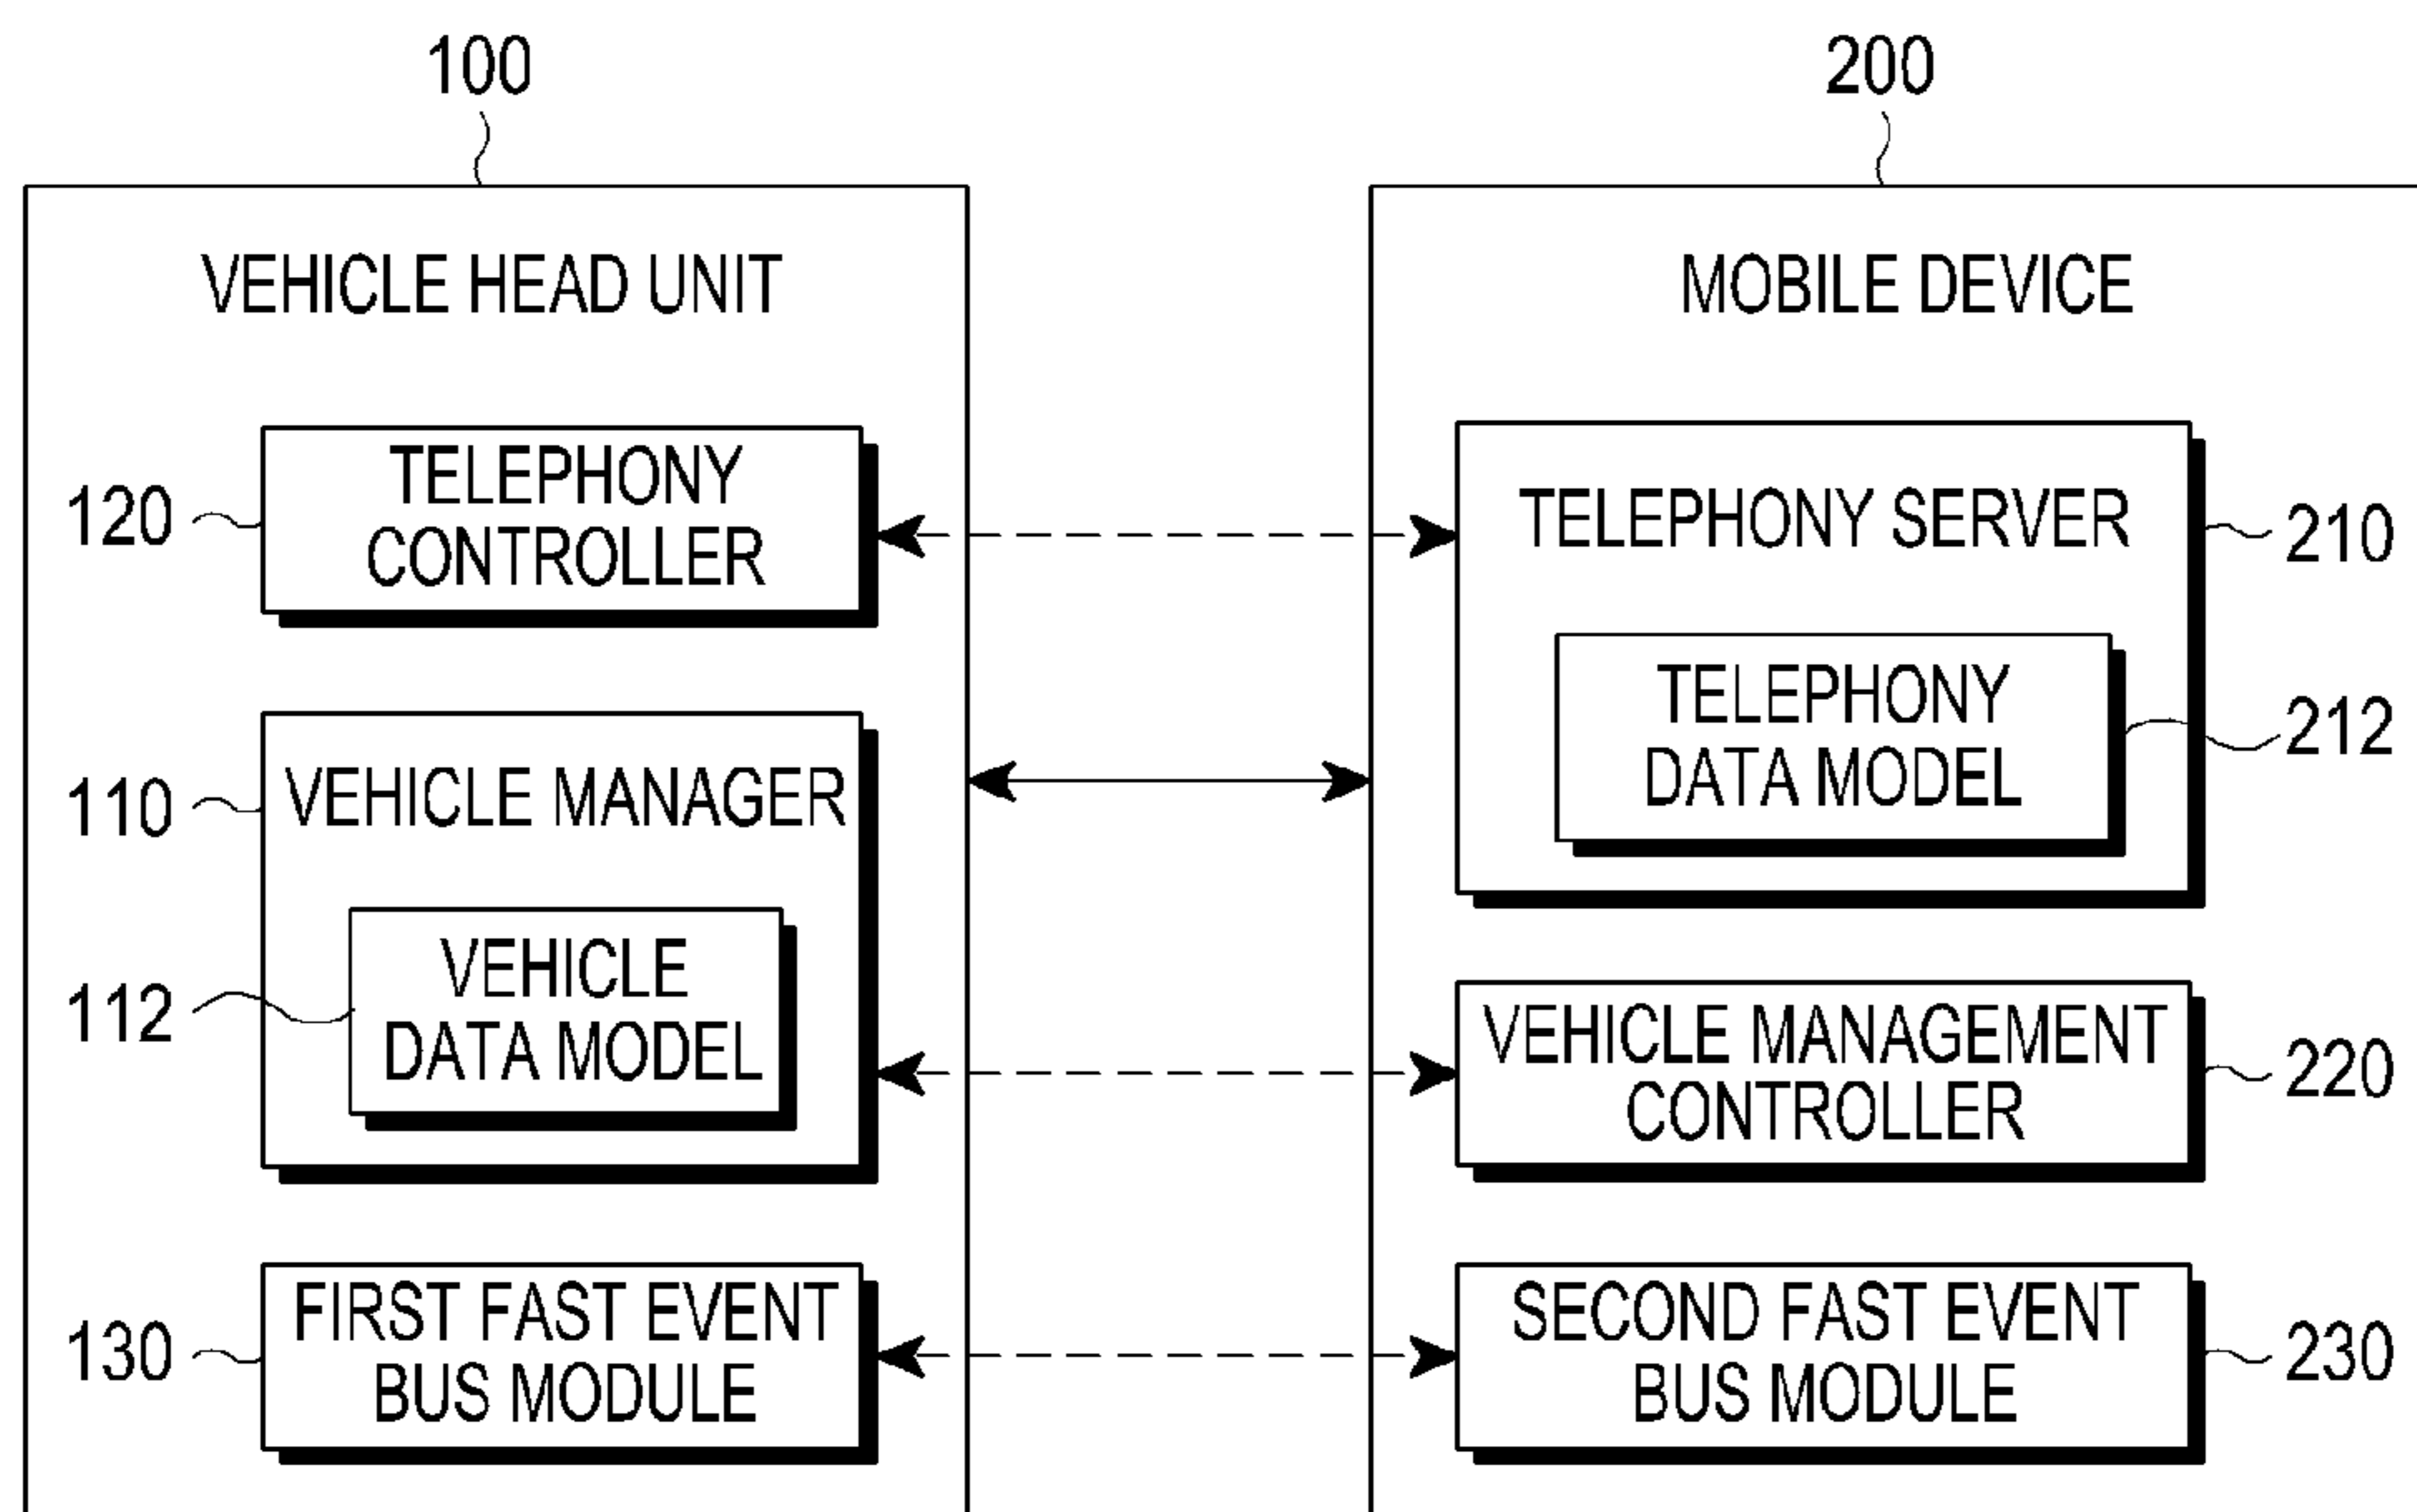 100
200
VEHICLE HEAD UNIT
MOBILE DEVICE
120
TELEPHONY
CONTROLLER
110
VEHICLE MANAGER
112
VEHICLE
DATA MODEL
130
FIRST FAST EVENT
BUS MODULE
TELEPHONY SERVER
210
TELEPHONY
DATA MODEL
212
VEHICLE MANAGEMENT
CONTROLLER
220
SECOND FAST EVENT
BUS MODULE
230